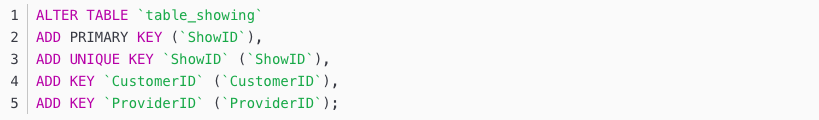 1 ALTER TABLE `table_showing`
2 ADD PRIMARY KEY (`ShowID`),
3 ADD UNIQUE KEY `ShowID` (`ShowID`),
4 ADD KEY `CustomerID` (`CustomerID`),
5 ADD KEY `ProviderID` (`ProviderID`);